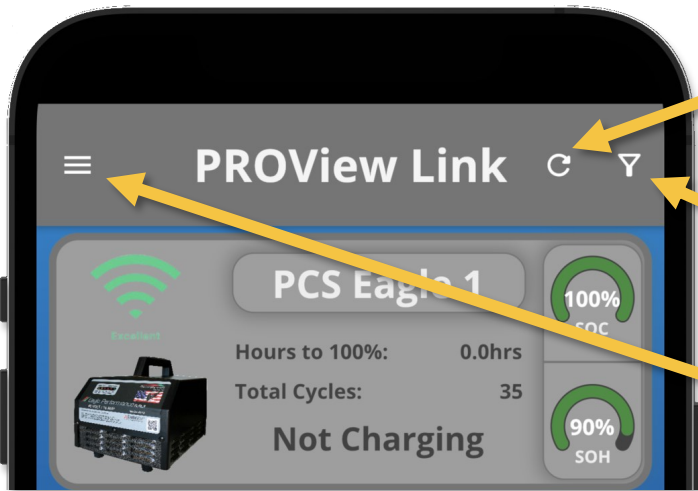 PROView Link
Excellent
PCS Eagle 1
100%
SOC
Hours to 100%: 0.0hrs
Total Cycles: 35
Not Charging
90%
SOH